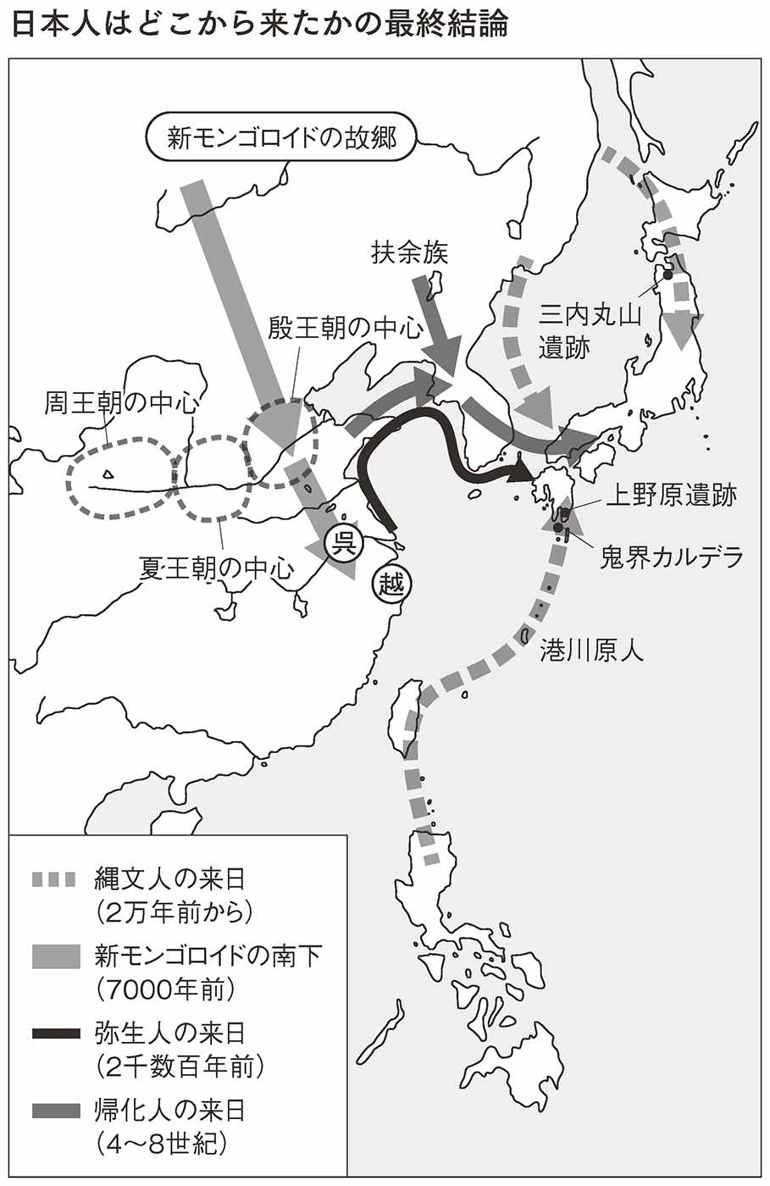 日本人はどこから来たかの最終結論
新モンゴロイドの故郷
扶余族
三内丸山
遺跡
殷王朝の中心
周王朝の中心
上野原遺跡
呉
鬼界カルデラ
夏王朝の中心
越
港川原人
縄文人の来日
(2万年前から)
新モンゴロイドの南下
(7000年前)
弥生人の来日
(2千数百年前)
帰化人の来日
(4〜8世紀)